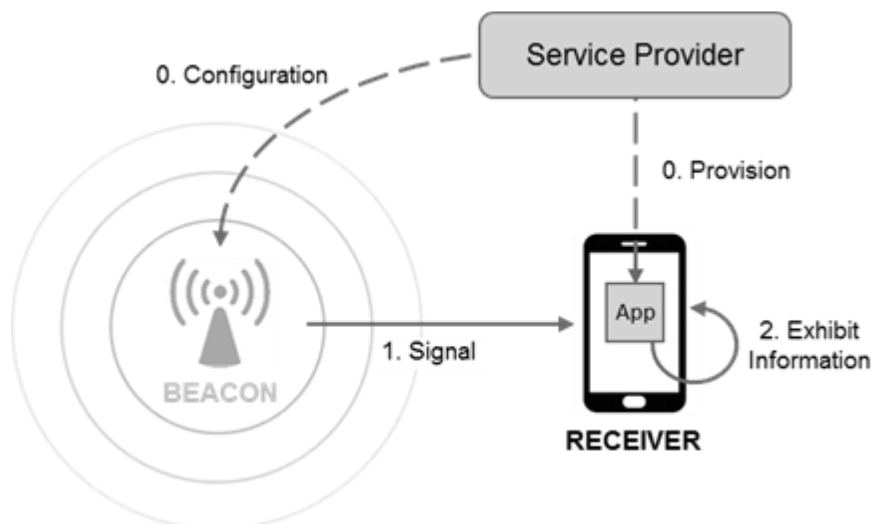 Service Provider
0. Configuration
0. Provision
App
1. Signal
2. Exhibit
Information
BEACON
RECEIVER